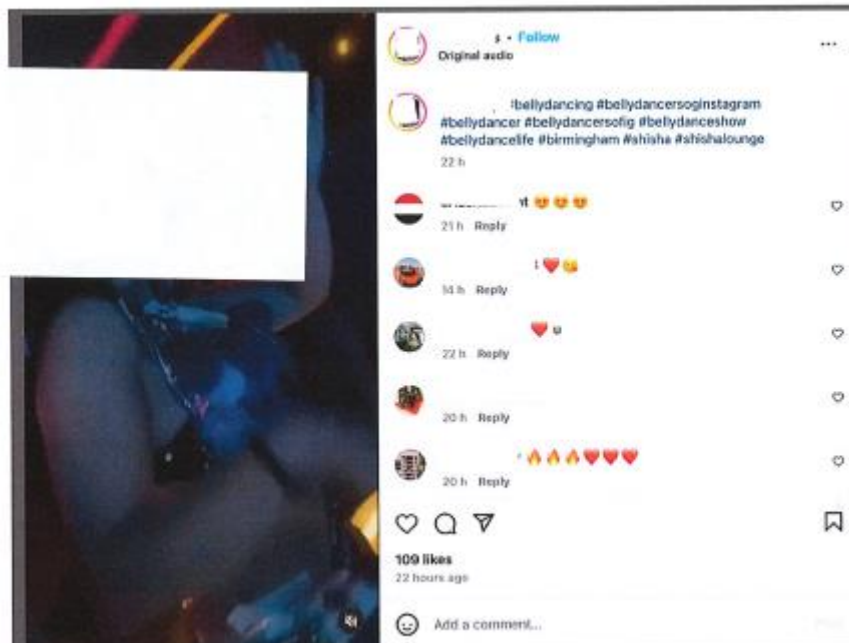 • Follow
Original audio
bellydancing #bellydancersoginstagram
#bellydancer #bellydancersofig #bellydanceshow
#bellydancelife #birmingham #shisha #shishalounge
22 h
😍😍😍
21 h Reply
❤️😘
14 h Reply
❤️
22 h Reply
20 h Reply
🔥🔥🔥❤️❤️❤️
20 h Reply
109 likes
22 hours ago
Add a comment...